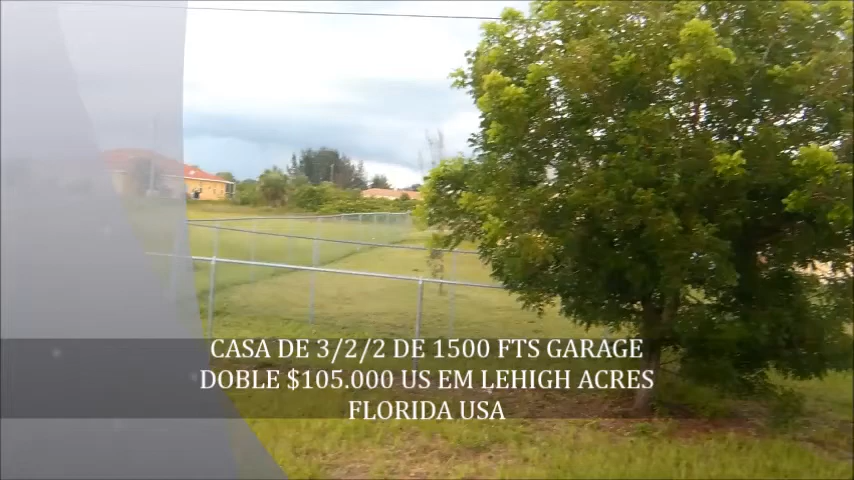 CASA DE 3/2/2 DE 1500 FTS GARAGE
DOBLE $105.000 US EM LEHIGH ACRES
FLORIDA USA